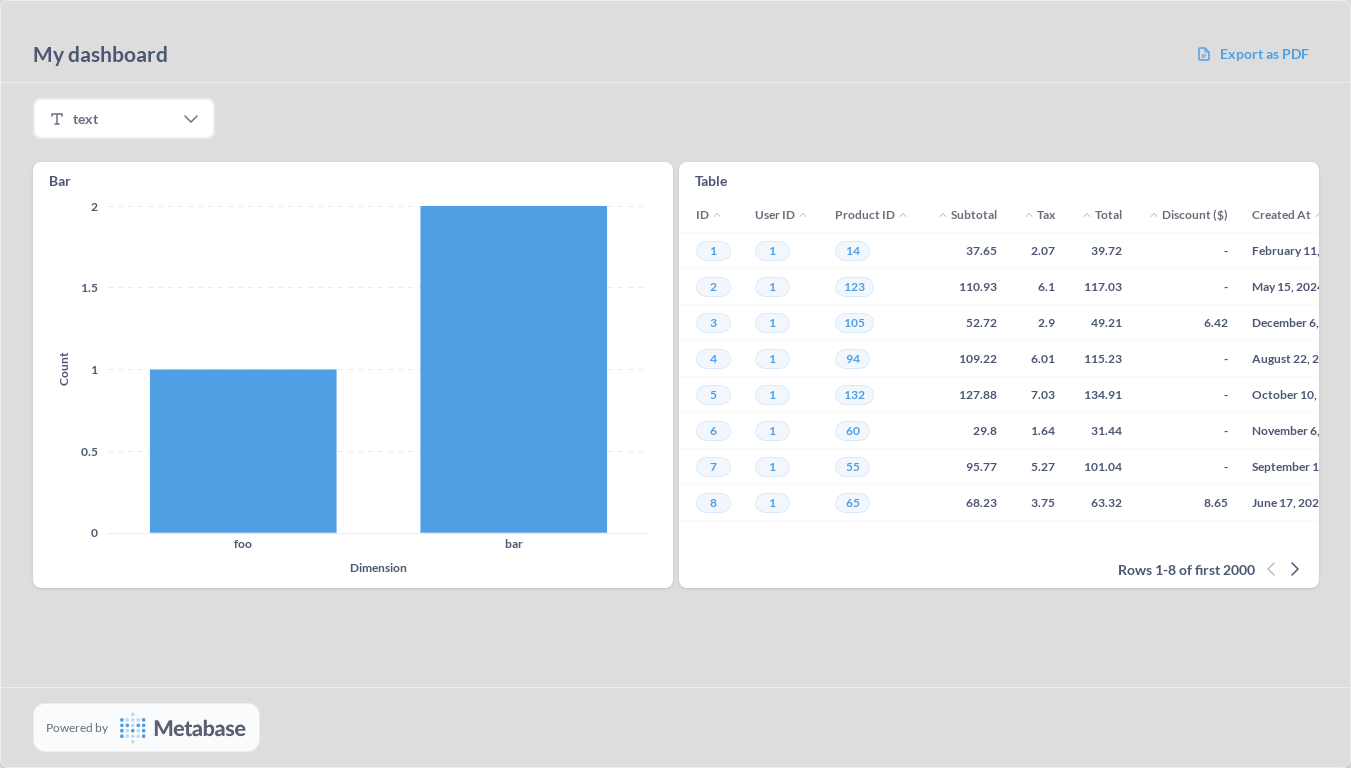 My dashboard
Export as PDF
text
Bar
2
1.5
1
0.5
0
Count
foo bar
Dimension
Table
ID User ID Product ID Subtotal Tax Total Discount ($) Created At
1 1 14 37.65 2.07 39.72 - February 11,
2 1 123 110.93 6.1 117.03 - May 15, 2024
3 1 105 52.72 2.9 49.21 6.42 December 6,
4 1 94 109.22 6.01 115.23 - August 22, 2
5 1 132 127.88 7.03 134.91 - October 10,
6 1 60 29.8 1.64 31.44 - November 6,
7 1 55 95.77 5.27 101.04 - September 1
8 1 65 68.23 3.75 63.32 8.65 June 17, 202
Rows 1-8 of first 2000
Powered by Metabase